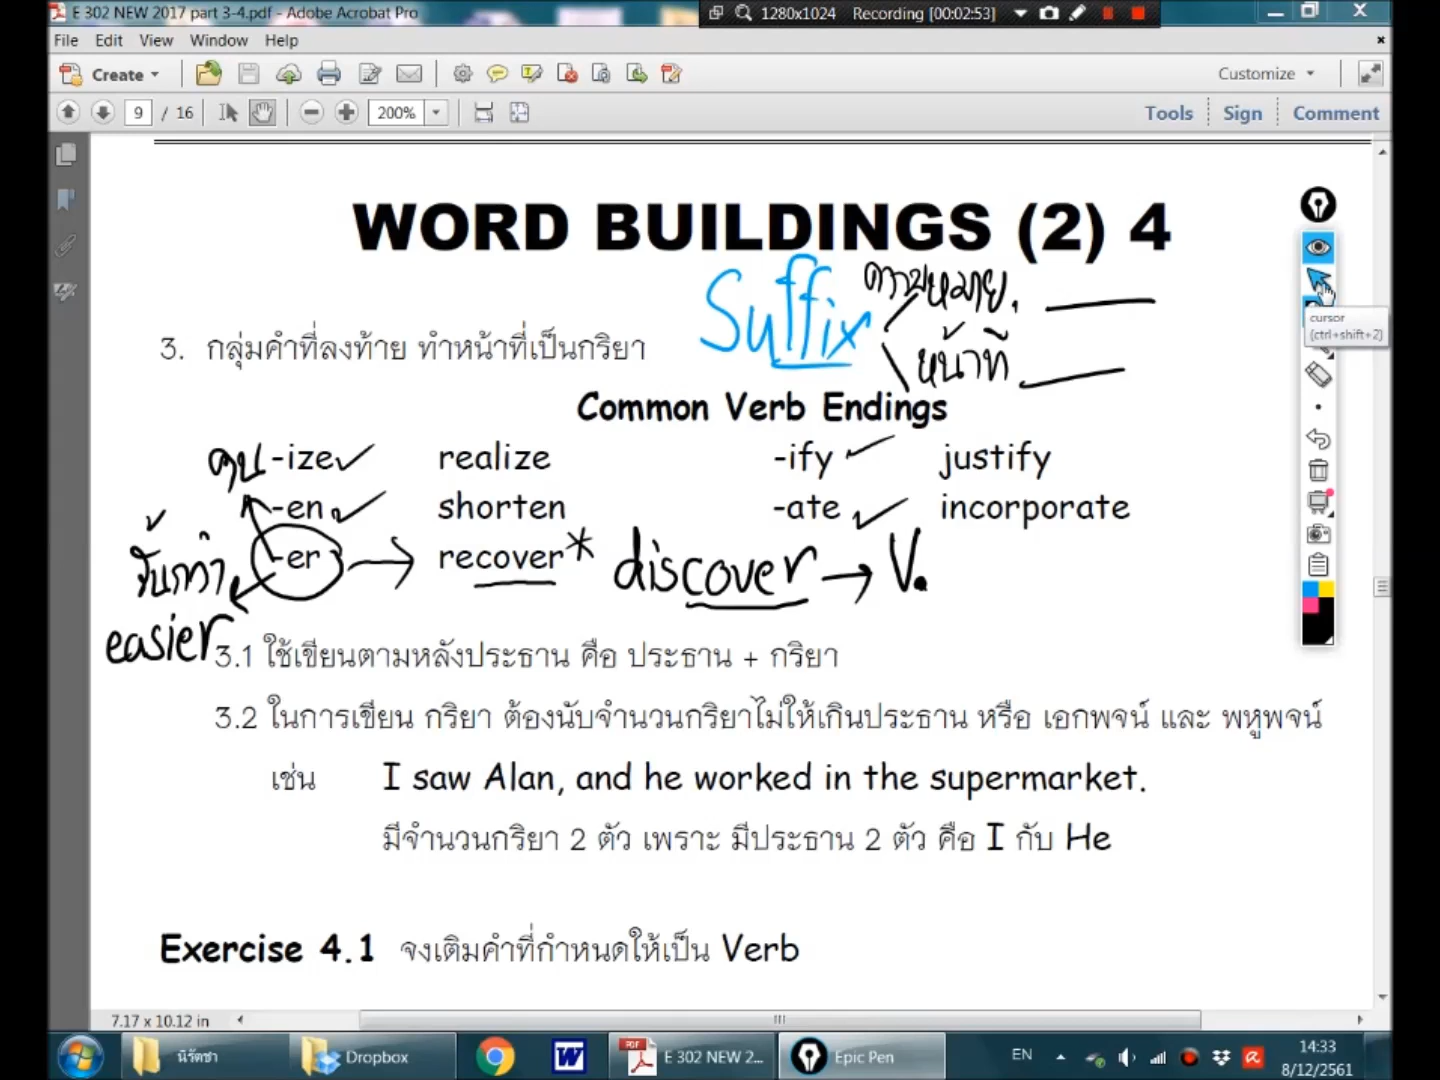 E 302 NEW 2017 part 3-4.pdf - Adobe Acrobat Pro
1280x1024 Recording [00:02:53]
File Edit View Window Help
Create Customize
9 / 16 200% Tools Sign Comment
WORD BUILDINGS (2) 4
Suffix ความหมาย.
หน้าที่
cursor
(ctrl+shift+2)
3. กลุ่มคำที่ลงท้าย ทำหน้าที่เป็นกริยา
Common Verb Endings
คน -ize realize -ify justify
-en shorten -ate incorporate
ขั้นกว่า -er recover* discover → V.
easier
3.1 ใช้เขียนตามหลังประธาน คือ ประธาน + กริยา
3.2 ในการเขียน กริยา ต้องนับจำนวนกริยาไม่ให้เกินประธาน หรือ เอกพจน์ และ พหูพจน์
เช่น I saw Alan, and he worked in the supermarket.
มีจำนวนกริยา 2 ตัว เพราะ มีประธาน 2 ตัว คือ I กับ He
Exercise 4.1 จงเติมคำที่กำหนดให้เป็น Verb
7.17 x 10.12 in
นิรัตชา Dropbox E 302 NEW 2... Epic Pen EN 14:33
8/12/2561